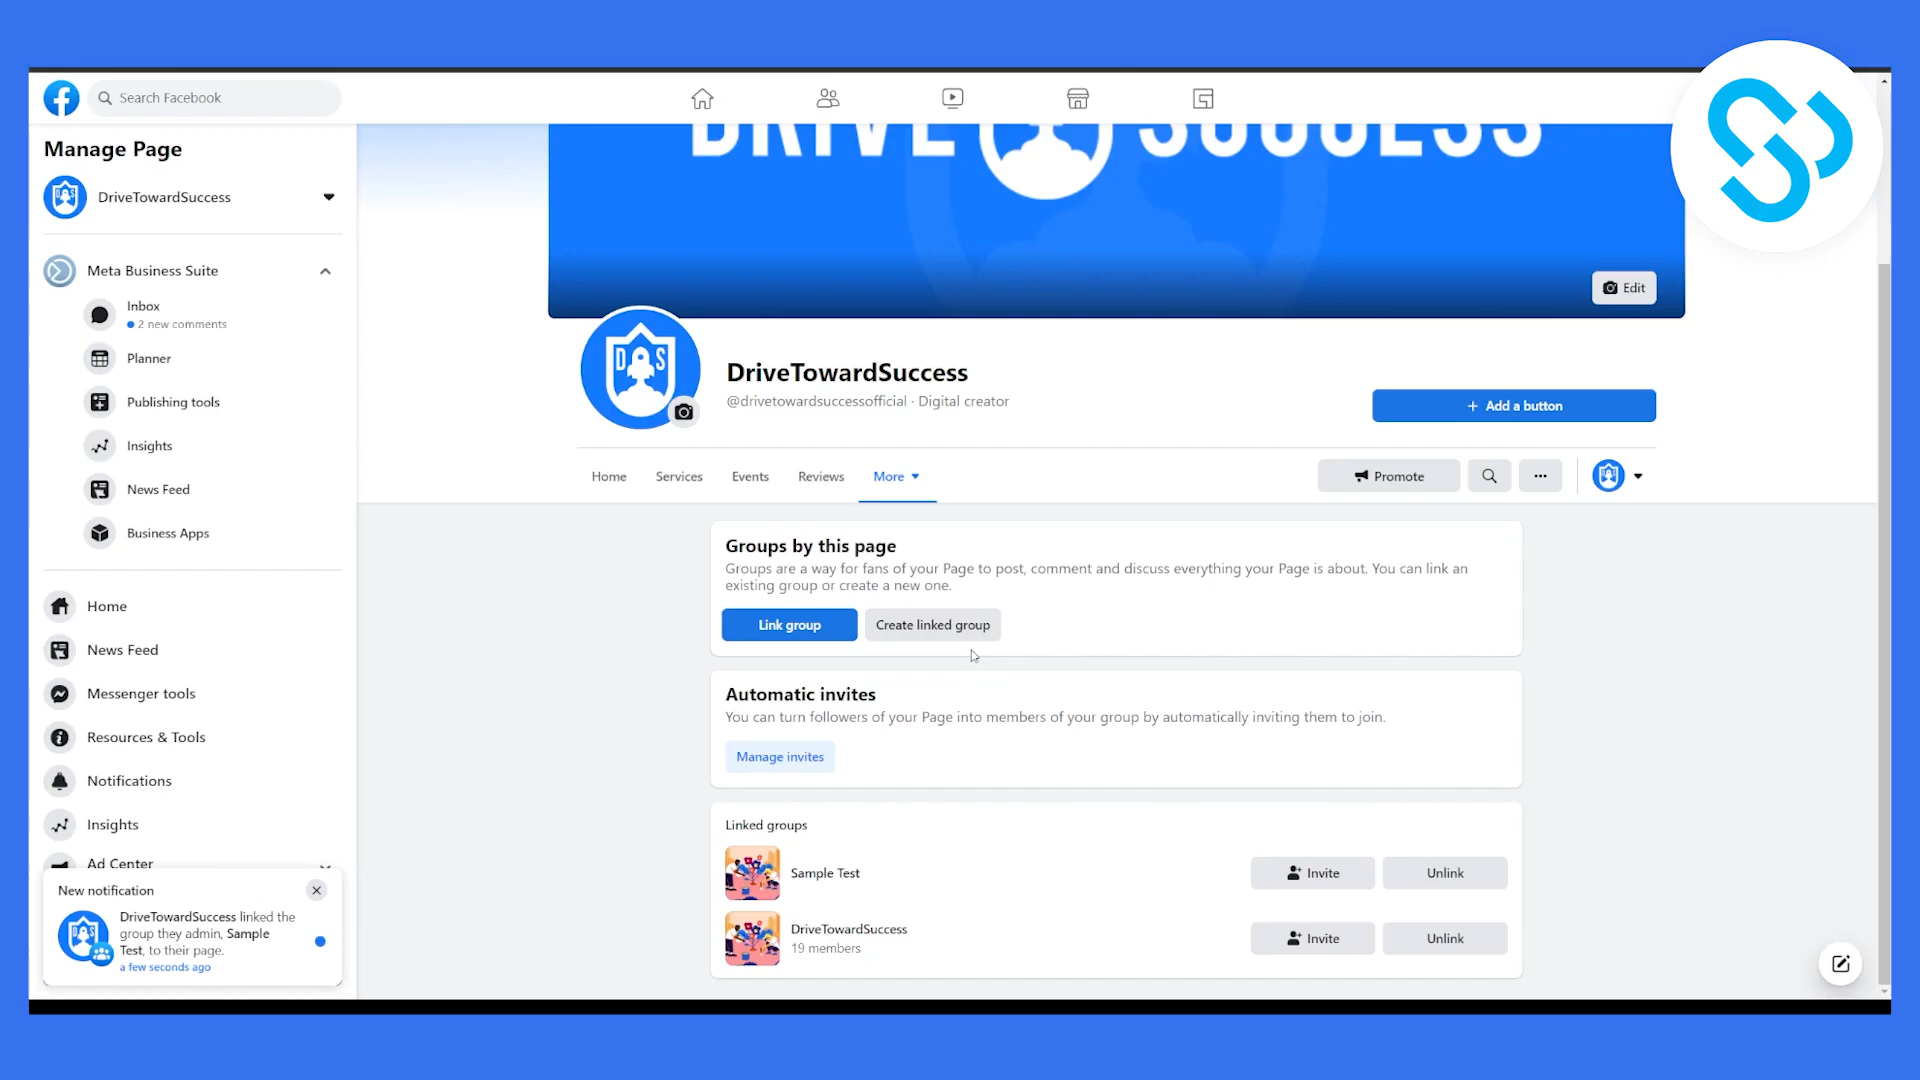 Search Facebook
Manage Page
DriveTowardSuccess
Meta Business Suite
Inbox
2 new comments
Planner
Publishing tools
Insights
News Feed
Business Apps
Home
News Feed
Messenger tools
Resources & Tools
Notifications
Insights
Ad Center
New notification
DriveTowardSuccess linked the
group they admin, Sample
Test, to their page.
a few seconds ago
DRIVE SUCCESS
Edit
D S
DriveTowardSuccess
@drivetowardsuccessofficial · Digital creator
+ Add a button
Home Services Events Reviews More
Promote
Groups by this page
Groups are a way for fans of your Page to post, comment and discuss everything your Page is about. You can link an
existing group or create a new one.
Link group Create linked group
Automatic invites
You can turn followers of your Page into members of your group by automatically inviting them to join.
Manage invites
Linked groups
Sample Test
Invite Unlink
DriveTowardSuccess
19 members
Invite Unlink